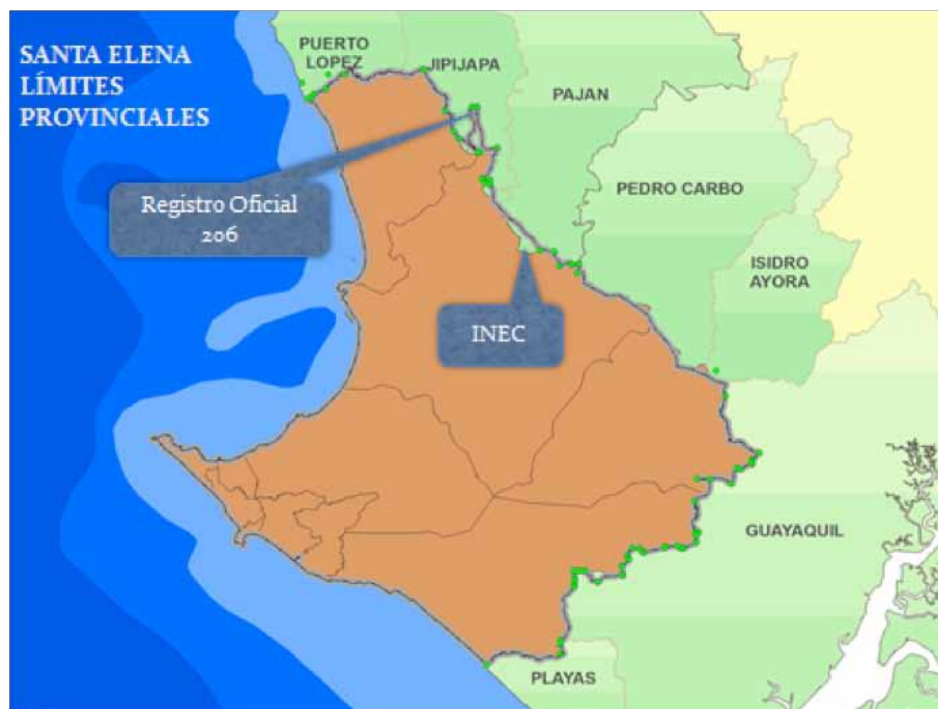 SANTA ELENA
LÍMITES
PROVINCIALES
PUERTO
LOPEZ
JIPIJAPA
PAJAN
PEDRO CARBO
ISIDRO
AYORA
Registro Oficial
206
INEC
GUAYAQUIL
PLAYAS